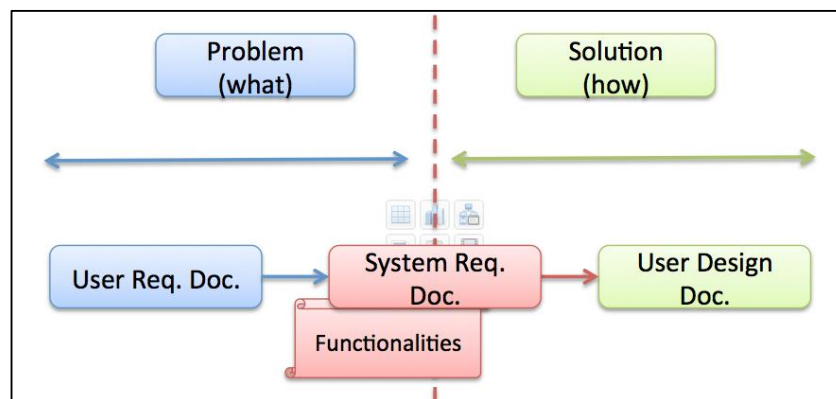 Problem
(what)
Solution
(how)
User Req. Doc.
System Req.
Doc.
User Design
Doc.
Functionalities